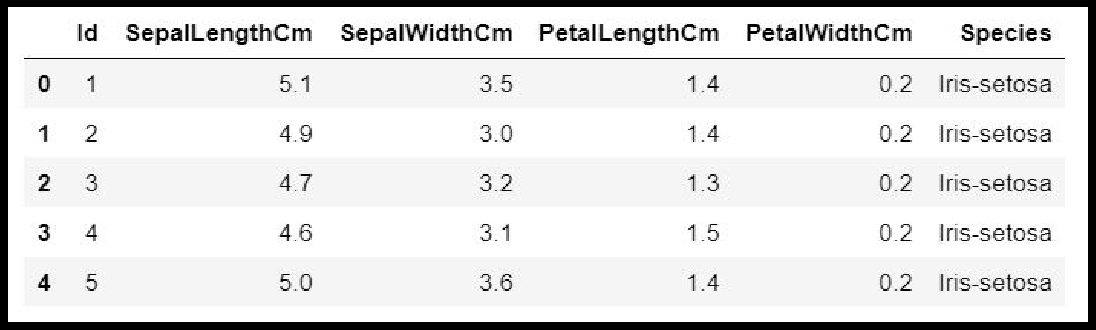 Id SepalLengthCm SepalWidthCm PetalLengthCm PetalWidthCm Species
0 1 5.1 3.5 1.4 0.2 Iris-setosa
1 2 4.9 3.0 1.4 0.2 Iris-setosa
2 3 4.7 3.2 1.3 0.2 Iris-setosa
3 4 4.6 3.1 1.5 0.2 Iris-setosa
4 5 5.0 3.6 1.4 0.2 Iris-setosa